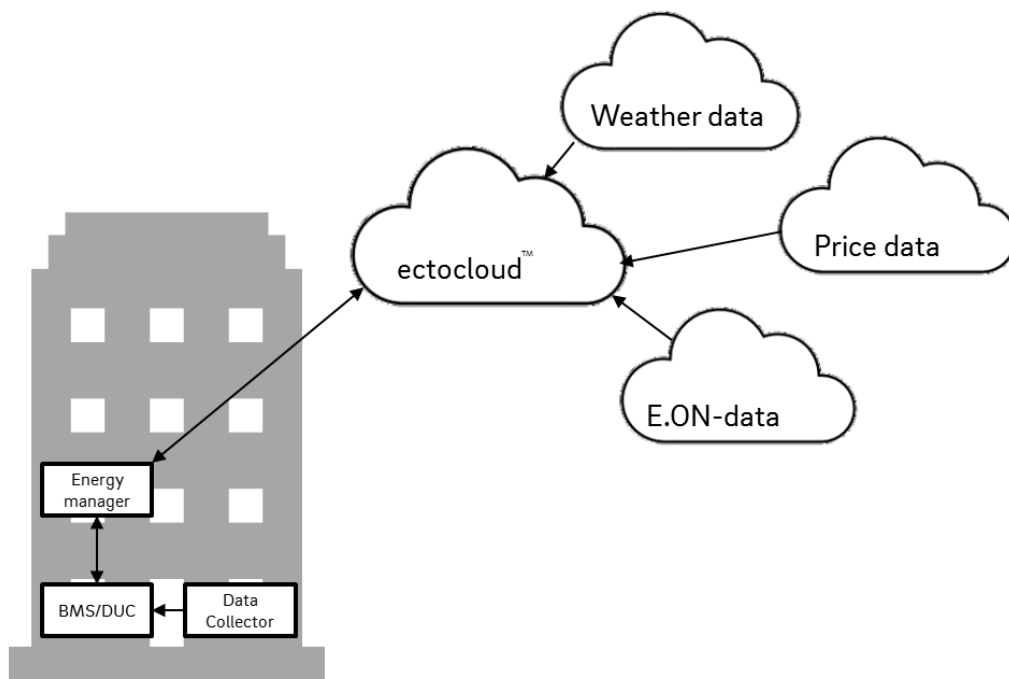 Weather data
Price data
ectocloud™
E.ON-data
Energy
manager
BMS/DUC
Data
Collector